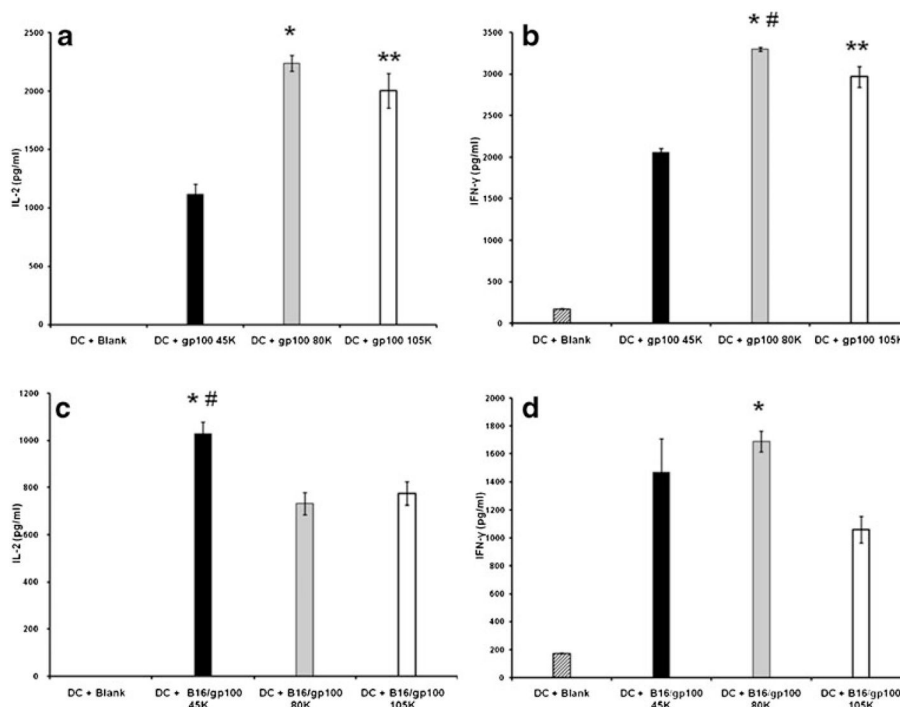 a
*
**
2500
2000
1500
1000
500
0
IL-2 (pg/ml)
DC + Blank
DC + gp100 45K
DC + gp100 80K
DC + gp100 105K
b
* #
**
3500
3000
2500
2000
1500
1000
500
0
IFN-γ (pg/ml)
DC + Blank
DC + gp100 45K
DC + gp100 80K
DC + gp100 105K
c
* #
1200
1000
800
600
400
200
0
IL-2 (pg/ml)
DC + Blank
DC + B16/gp100
45K
DC + B16/gp100
80K
DC + B16/gp100
105K
d
*
2000
1800
1600
1400
1200
1000
800
600
400
200
0
IFN-γ (pg/ml)
DC + Blank
DC + B16/gp100
45K
DC + B16/gp100
80K
DC + B16/gp100
105K